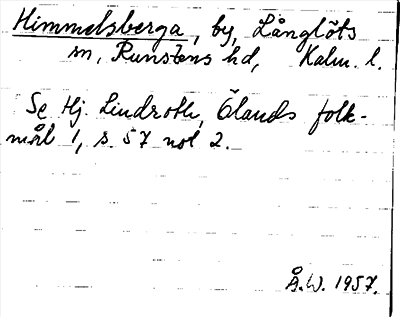 Himmelsberga, by, Långlöts
sn, Runstens hd, Kalm. l.
Se Hj. Lindroth, Ölands folk-
mål 1, s. 57 not 2.
Å.W. 1957.